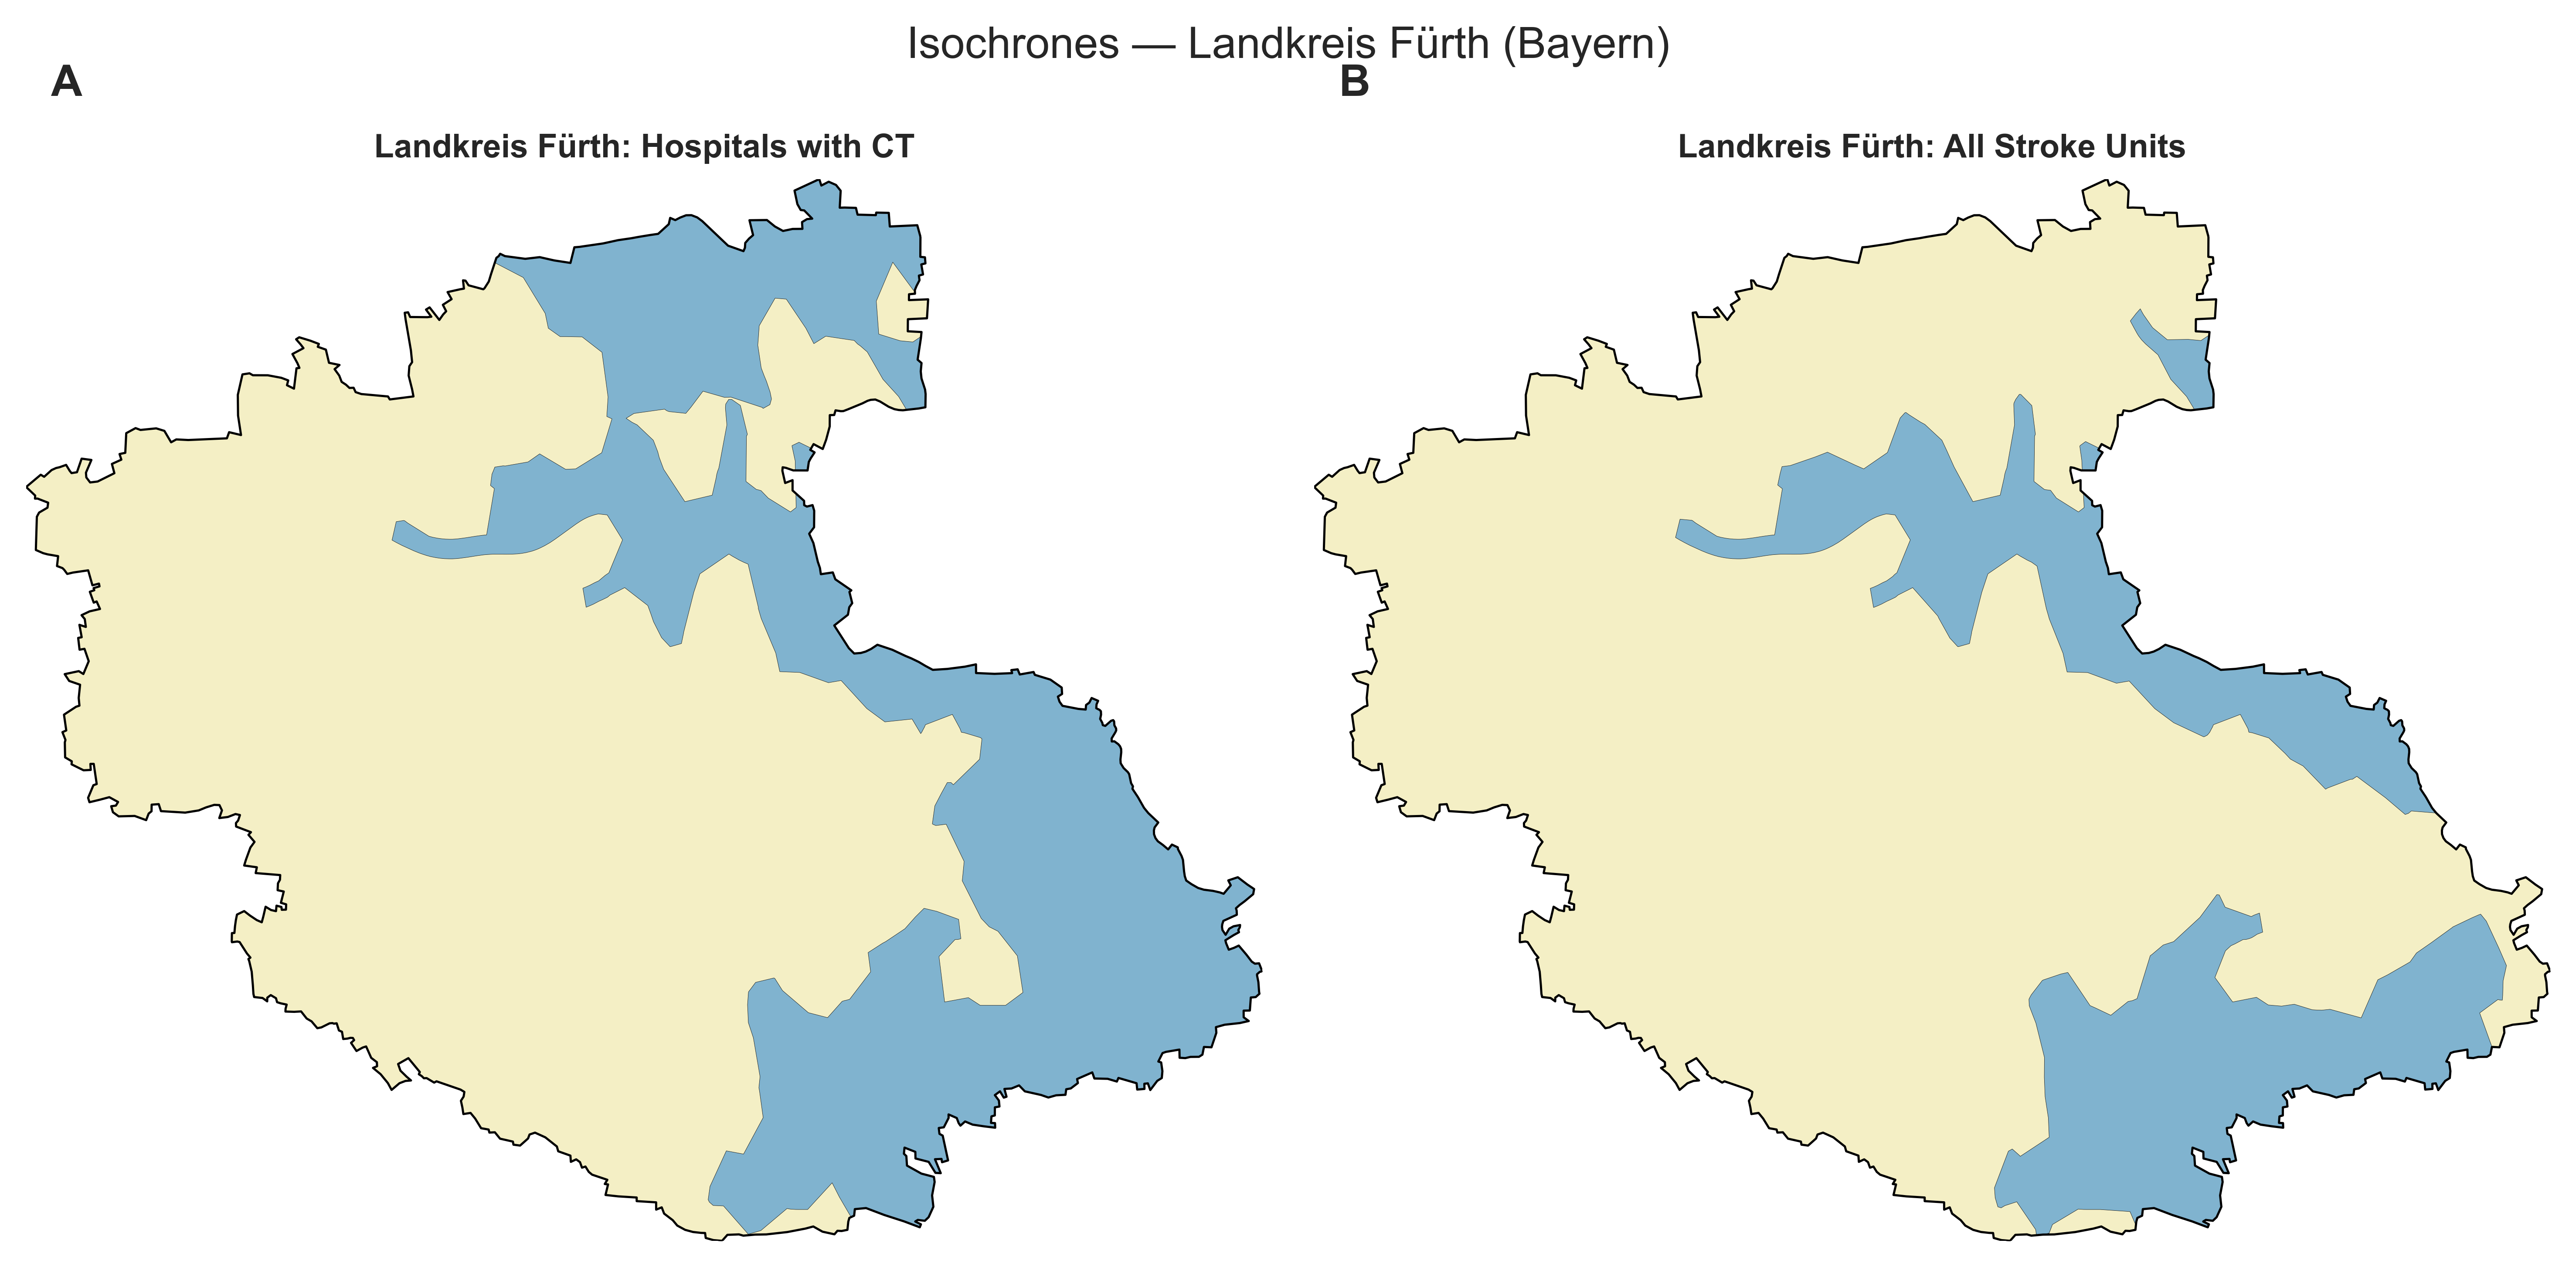 Isochrones — Landkreis Fürth (Bayern)
A
B
Landkreis Fürth: Hospitals with CT
Landkreis Fürth: All Stroke Units